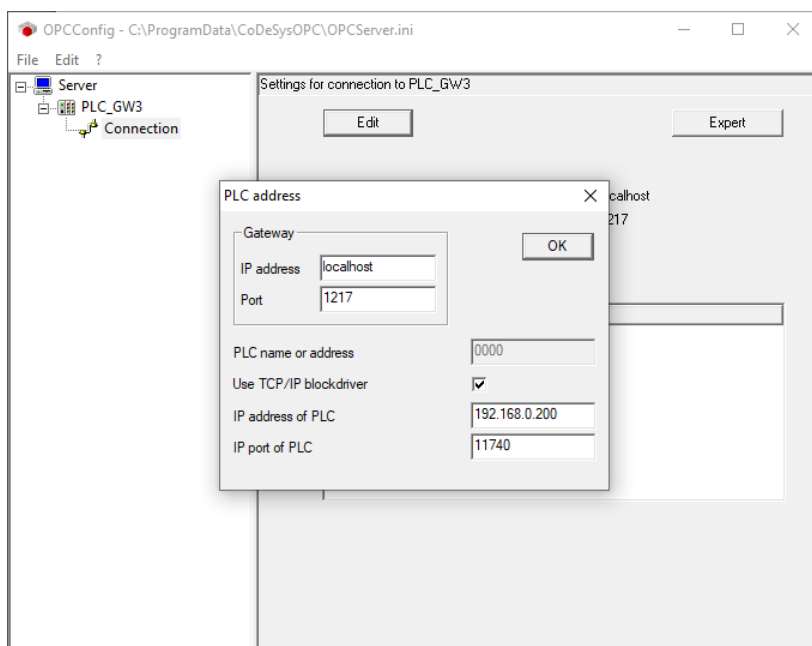 OPCConfig - C:\ProgramData\CoDeSysOPC\OPCServer.ini
File Edit ?
Server
PLC_GW3
Connection
Settings for connection to PLC_GW3
Edit
Expert
calhost
217
PLC address
Gateway
IP address
localhost
Port
1217
OK
PLC name or address
0000
Use TCP/IP blockdriver
IP address of PLC
192.168.0.200
IP port of PLC
11740